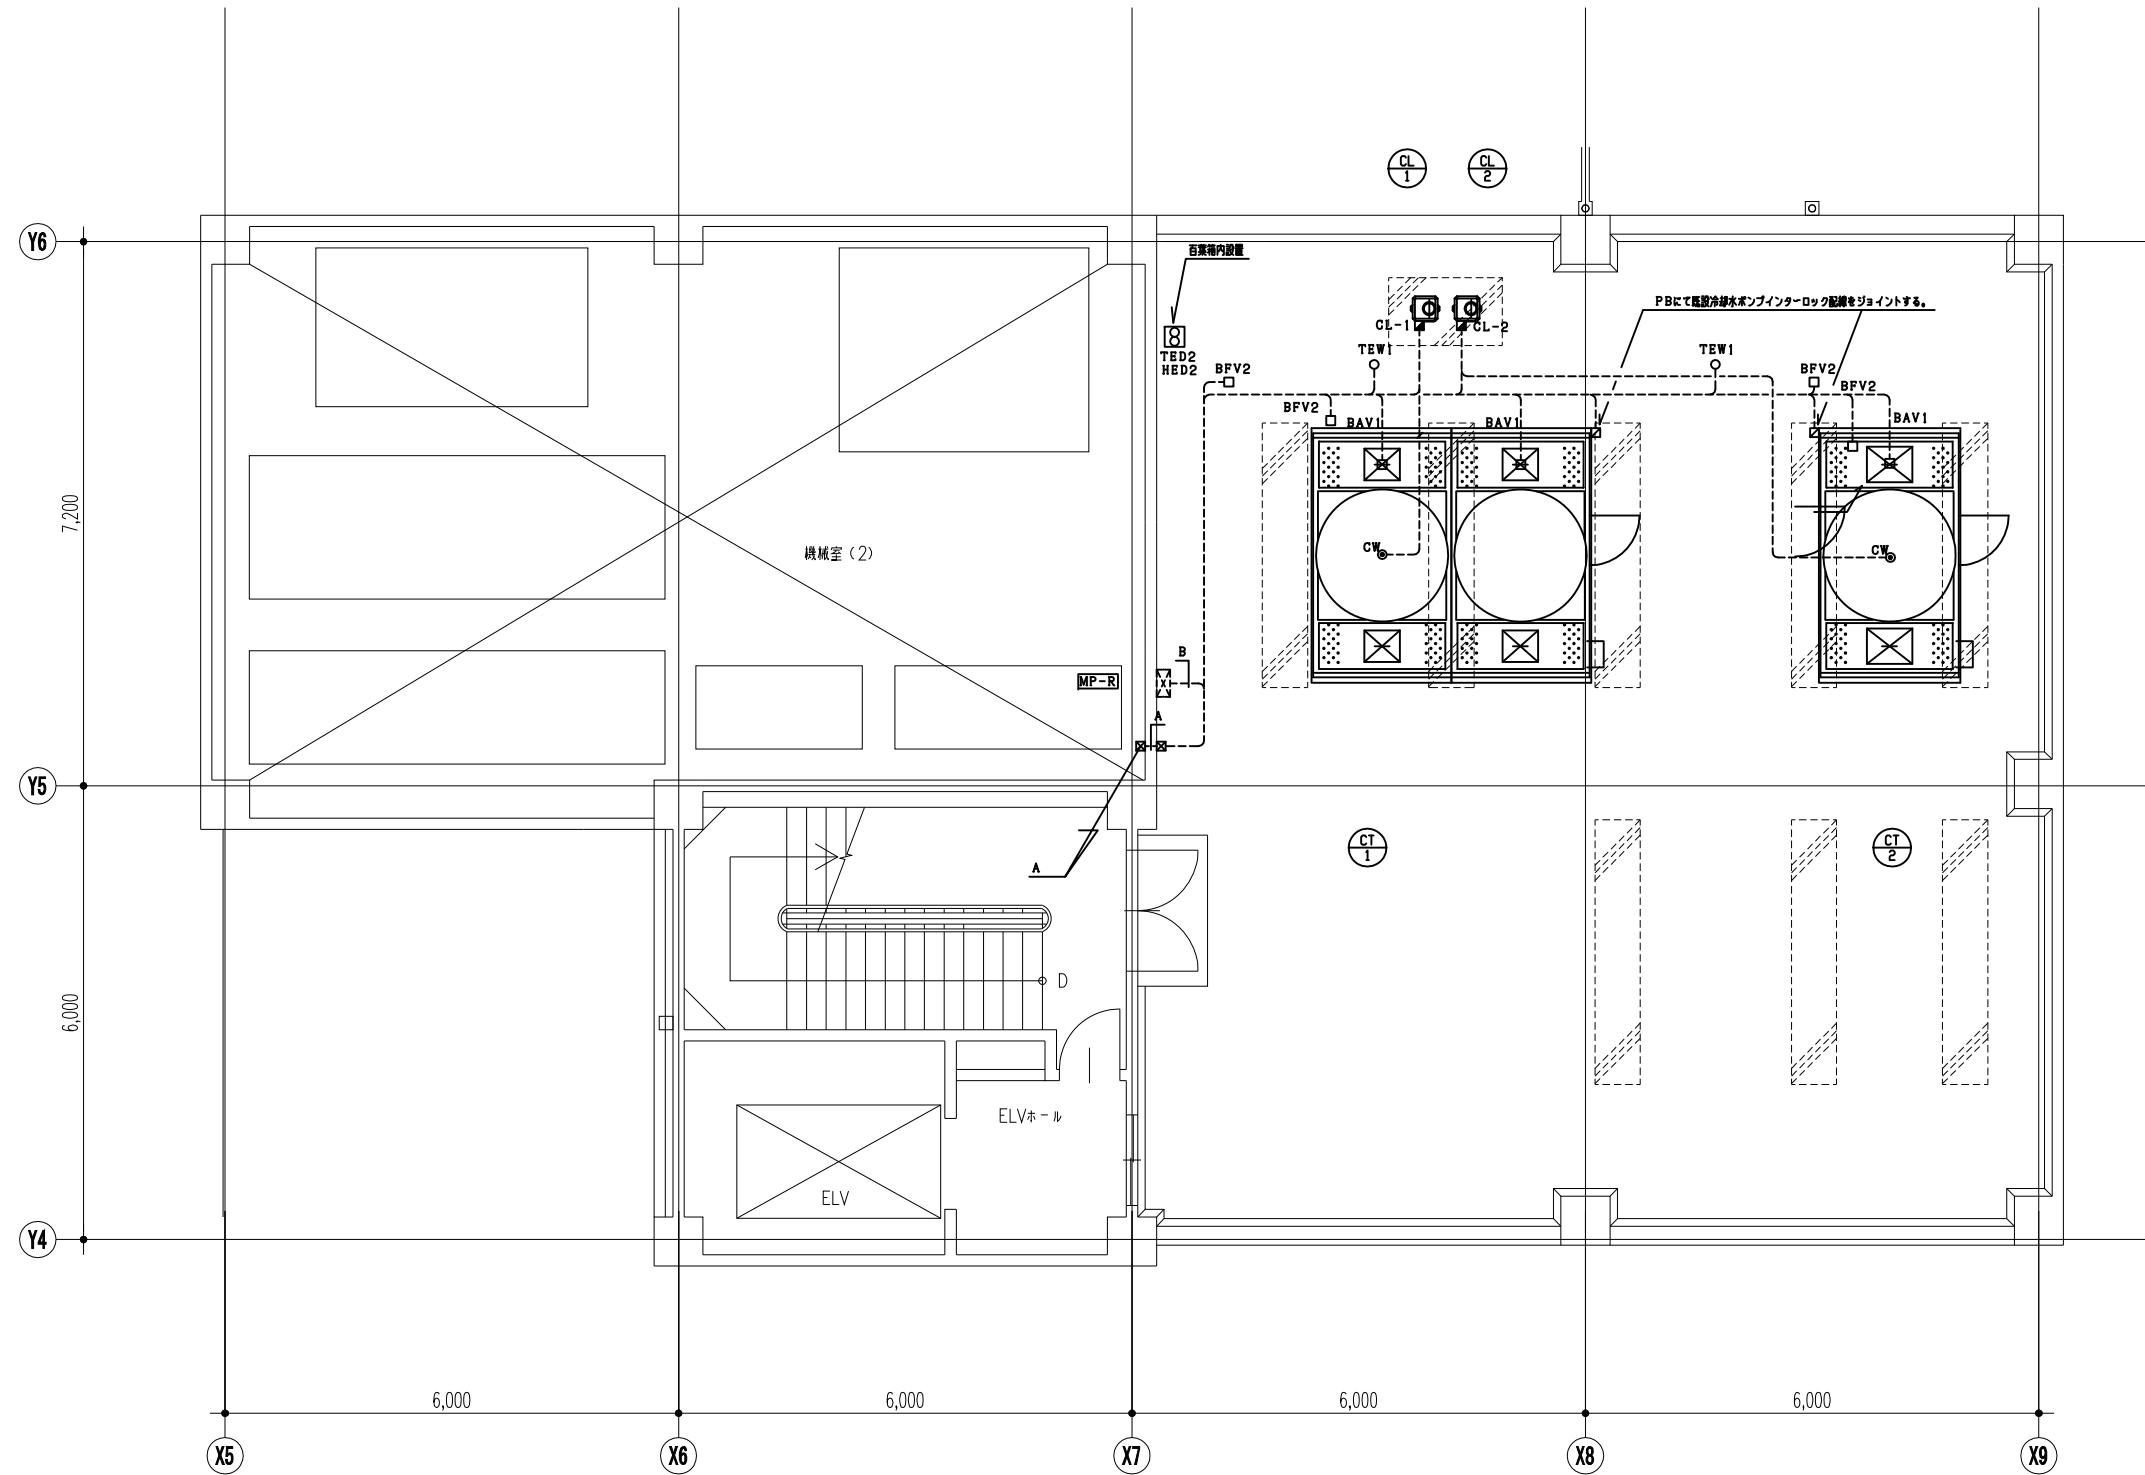 CL
1
CL
2
Y6
百葉箱内設置
PBにて既設冷却水ポンプインターロック配線をジョイントする。
CL-1
CL-2
TED2
HED2
BFV2
TEW1
TEW1
BFV2
BFV2
BFV2
BAV1
BAV1
BAV1
7,200
機械室（2）
CW
CW
B
MP-R
A
Y5
CT
1
CT
2
A
D
6,000
ELVホール
ELV
Y4
6,000
6,000
6,000
6,000
X5
X6
X7
X8
X9